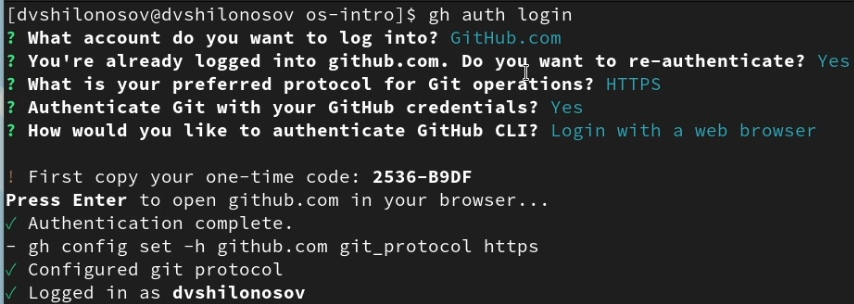 [dvshilonosov@dvshilonosov os-intro]$ gh auth login
? What account do you want to log into? GitHub.com
? You're already logged into github.com. Do you want to re-authenticate? Yes
? What is your preferred protocol for Git operations? HTTPS
? Authenticate Git with your GitHub credentials? Yes
? How would you like to authenticate GitHub CLI? Login with a web browser
! First copy your one-time code: 2536-B9DF
Press Enter to open github.com in your browser...
✓ Authentication complete.
- gh config set -h github.com git_protocol https
✓ Configured git protocol
✓ Logged in as dvshilonosov